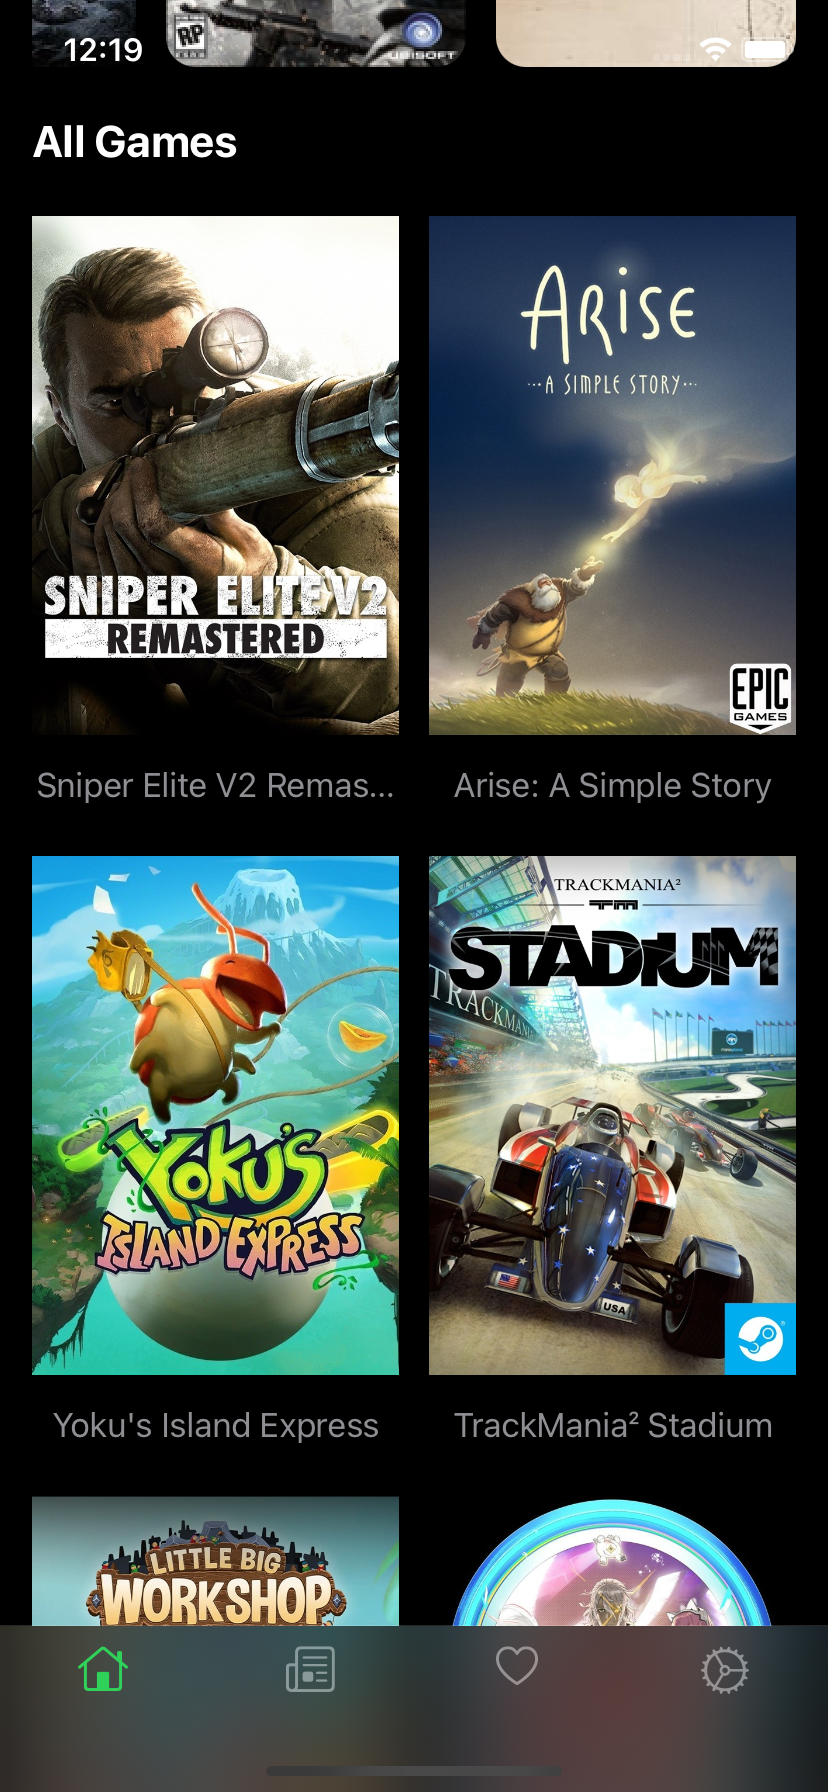 RP
UBISOFT
12:19
All Games
SNIPER ELITE V2
REMASTERED
ARISE
A SIMPLE STORY
EPIC
GAMES
Sniper Elite V2 Remas...
Arise: A Simple Story
YOKU'S
ISLAND EXPRESS
TRACKMANIA²
TM
STADIUM
TRACKMANI
USA
Yoku's Island Express
TrackMania² Stadium
LITTLE BIG
WORKSHOP